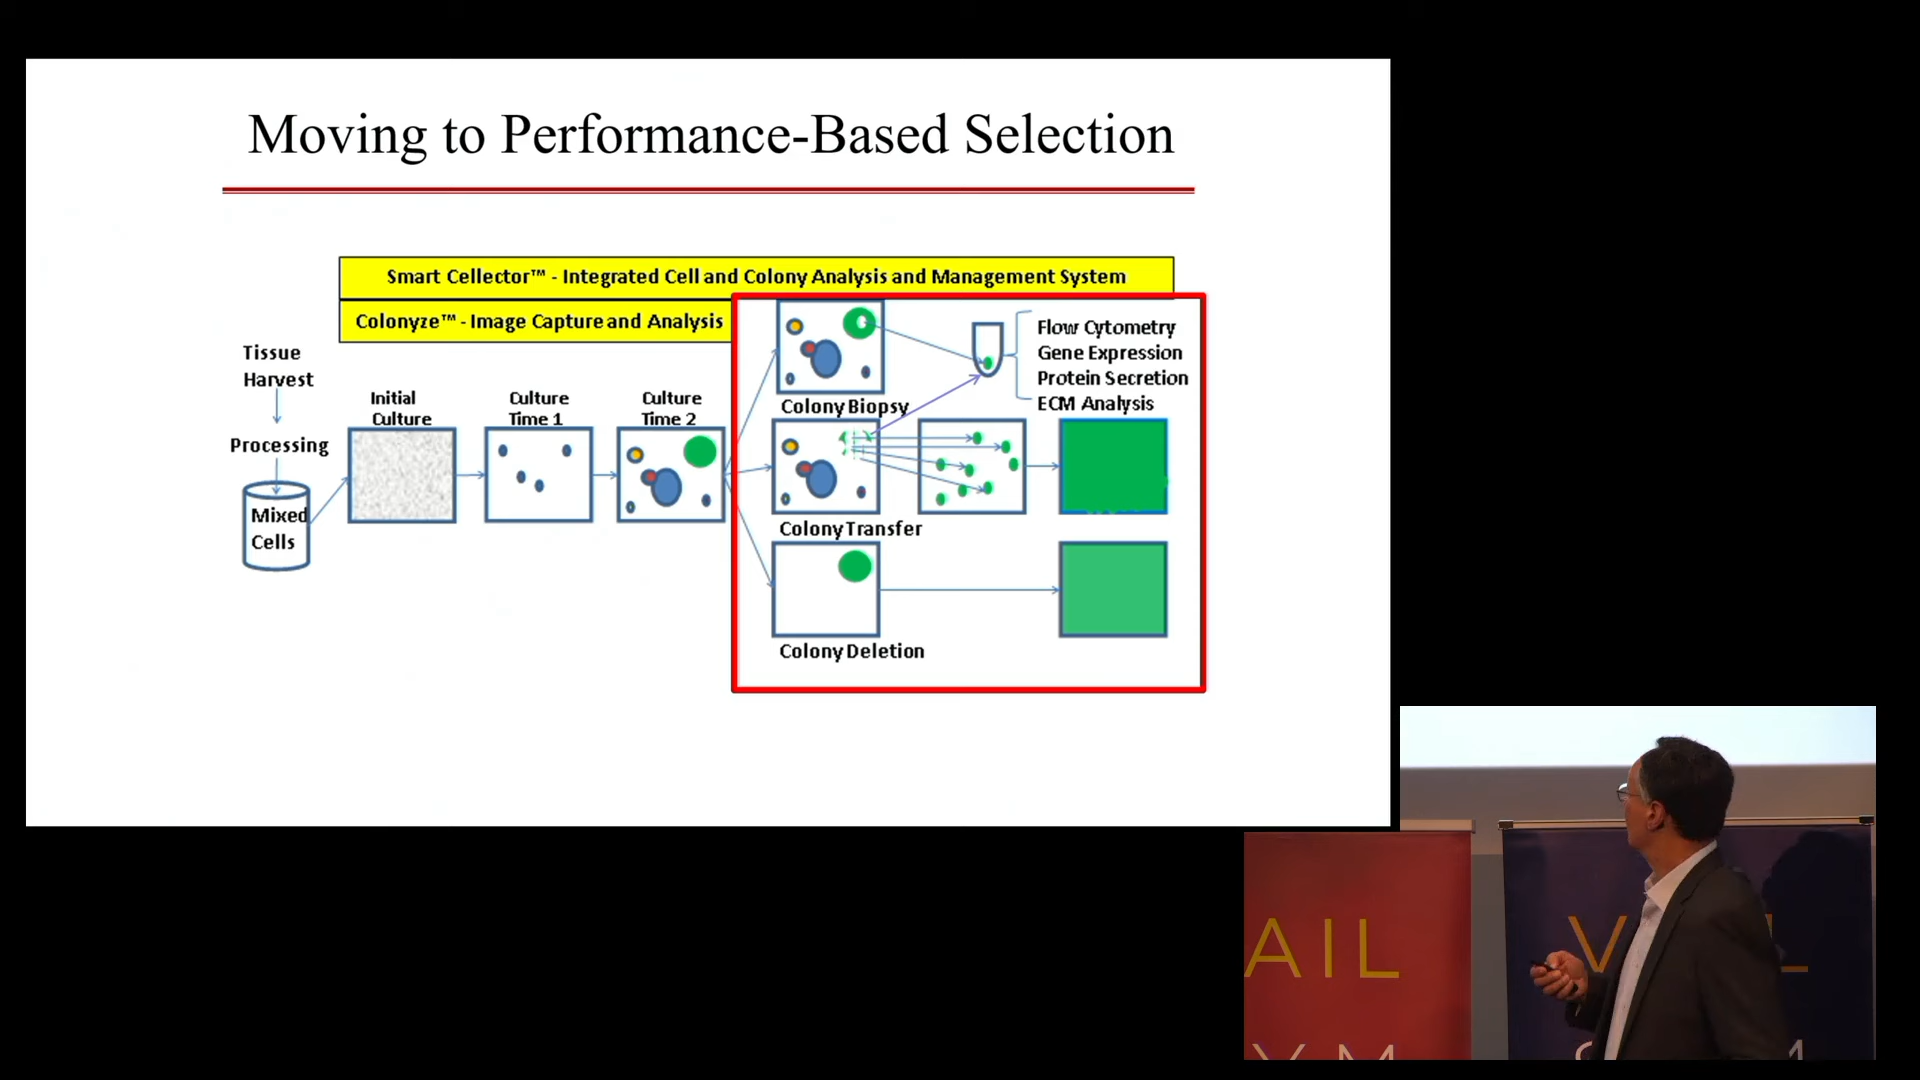 Moving to Performance-Based Selection
Smart Cellector™ - Integrated Cell and Colony Analysis and Management System
Colonyze™ - Image Capture and Analysis
Tissue
Harvest
Processing
Mixed
Cells
Initial
Culture
Culture
Time 1
Culture
Time 2
Colony Biopsy
Flow Cytometry
Gene Expression
Protein Secretion
ECM Analysis
Colony Transfer
Colony Deletion
AIL